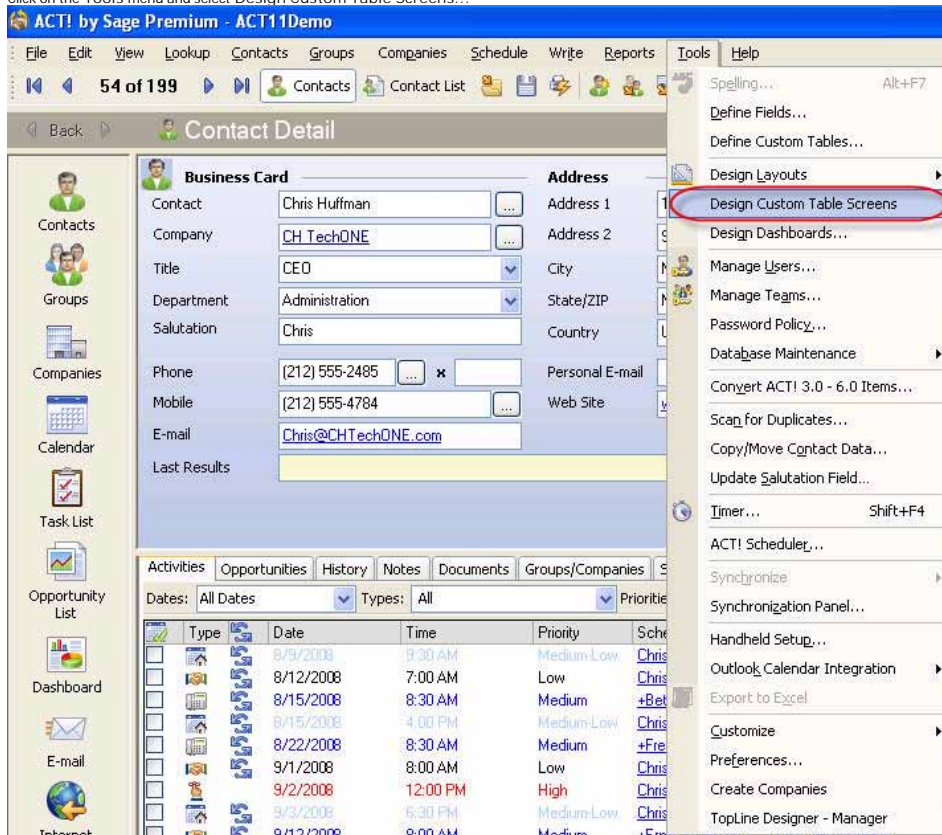 Click on the Tools menu and select Design Custom Table Screens...
ACT! by Sage Premium - ACT11Demo
File Edit View Lookup Contacts Groups Companies Schedule Write Reports Tools Help
54 of 199 Contacts Contact List
Back Contact Detail
Contacts
Groups
Companies
Calendar
Task List
Opportunity
List
Dashboard
E-mail
Internet
Business Card Address
Contact Chris Huffman ... Address 1
Company CH TechONE ... Address 2
Title CEO City
Department Administration State/ZIP
Salutation Chris Country
Phone (212) 555-2485 ... x Personal E-mail
Mobile (212) 555-4784 ... Web Site
E-mail Chris@CHTechONE.com
Last Results
Activities Opportunities History Notes Documents Groups/Companies
Dates: All Dates Types: All
Type Date Time Priority
8/9/2008 9:30 AM Medium-Low Chris
8/12/2008 7:00 AM Low Chris
8/15/2008 8:30 AM Medium +Bet
8/15/2008 4:00 PM Medium-Low Chris
8/22/2008 8:30 AM Medium +Fre
9/1/2008 8:00 AM Low Chris
9/2/2008 12:00 PM High Chris
9/3/2008 6:30 PM Medium-Low Chris
9/12/2008 9:00 AM Medium
Spelling... Alt+F7
Define Fields...
Define Custom Tables...
Design Layouts
Design Custom Table Screens
Design Dashboards...
Manage Users...
Manage Teams...
Password Policy...
Database Maintenance
Convert ACT! 3.0 - 6.0 Items...
Scan for Duplicates...
Copy/Move Contact Data...
Update Salutation Field...
Timer... Shift+F4
ACT! Scheduler...
Synchronize
Synchronization Panel...
Handheld Setup...
Outlook Calendar Integration
Export to Excel
Customize
Preferences...
Create Companies
TopLine Designer - Manager